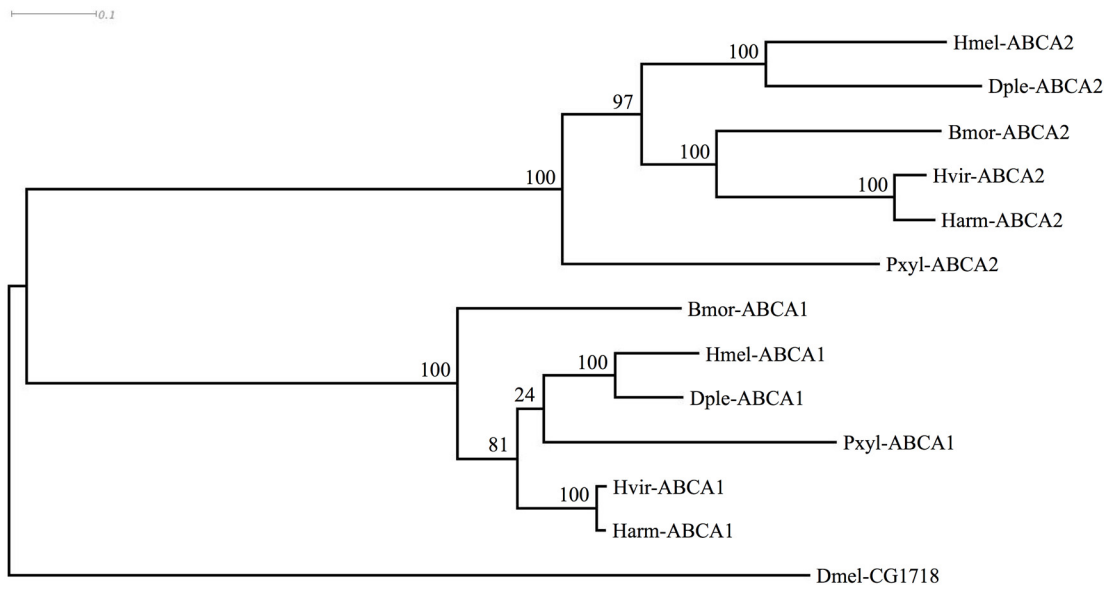 0.1
100 Hmel-ABCA2
Dple-ABCA2
97
Bmor-ABCA2
100
Hvir-ABCA2
100 100
Harm-ABCA2
Pxyl-ABCA2
Bmor-ABCA1
Hmel-ABCA1
100 100
Dple-ABCA1
24
Pxyl-ABCA1
81
Hvir-ABCA1
100
Harm-ABCA1
Dmel-CG1718